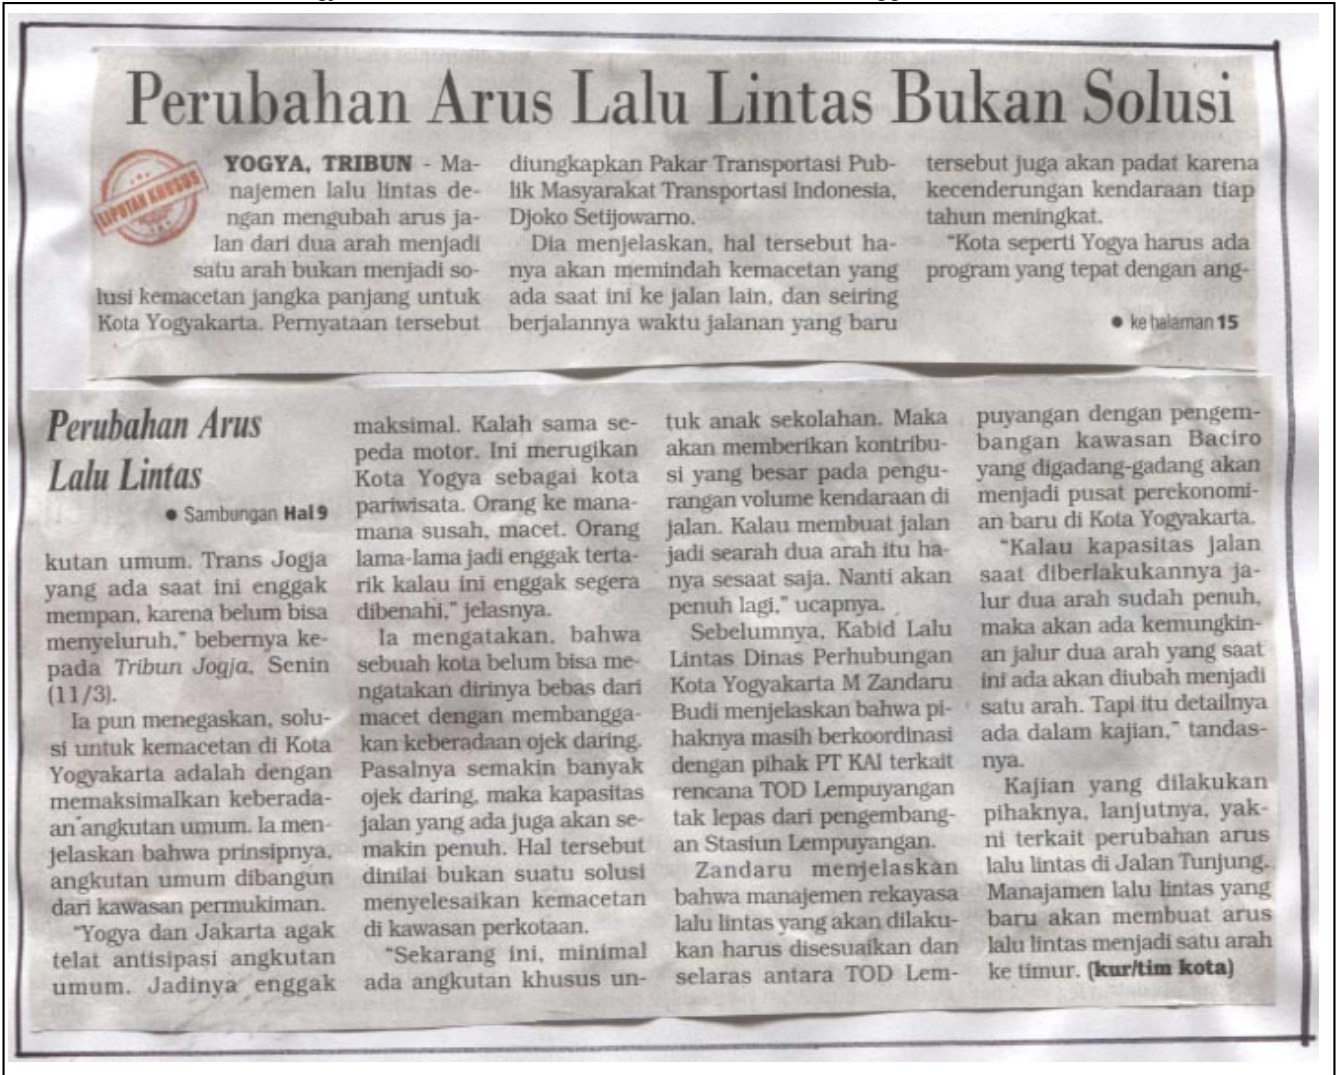 Perubahan Arus Lalu Lintas Bukan Solusi
LIPUTAN KHUSUS
YOGYA, TRIBUN - Ma-
najemen lalu lintas de-
ngan mengubah arus ja-
lan dari dua arah menjadi
satu arah bukan menjadi so-
lusi kemacetan jangka panjang untuk
Kota Yogyakarta. Pernyataan tersebut
diungkapkan Pakar Transportasi Pub-
lik Masyarakat Transportasi Indonesia,
Djoko Setijowarno.
Dia menjelaskan, hal tersebut ha-
nya akan memindah kemacetan yang
ada saat ini ke jalan lain, dan seiring
berjalannya waktu jalanan yang baru
tersebut juga akan padat karena
kecenderungan kendaraan tiap
tahun meningkat.
"Kota seperti Yogya harus ada
program yang tepat dengan ang-
● ke halaman 15
Perubahan Arus
Lalu Lintas
● Sambungan Hal 9
kutan umum. Trans Jogja
yang ada saat ini enggak
mempan, karena belum bisa
menyeluruh," bebernya ke-
pada Tribun Jogja, Senin
(11/3).
Ia pun menegaskan, solu-
si untuk kemacetan di Kota
Yogyakarta adalah dengan
memaksimalkan keberada-
an angkutan umum. Ia men-
jelaskan bahwa prinsipnya,
angkutan umum dibangun
dari kawasan permukiman.
"Yogya dan Jakarta agak
telat antisipasi angkutan
umum. Jadinya enggak
maksimal. Kalah sama se-
peda motor. Ini merugikan
Kota Yogya sebagai kota
pariwisata. Orang ke mana-
mana susah, macet. Orang
lama-lama jadi enggak terta-
rik kalau ini enggak segera
dibenahi," jelasnya.
Ia mengatakan, bahwa
sebuah kota belum bisa me-
ngatakan dirinya bebas dari
macet dengan membangga-
kan keberadaan ojek daring.
Pasalnya semakin banyak
ojek daring, maka kapasitas
jalan yang ada juga akan se-
makin penuh. Hal tersebut
dinilai bukan suatu solusi
menyelesaikan kemacetan
di kawasan perkotaan.
"Sekarang ini, minimal
ada angkutan khusus un-
tuk anak sekolahan. Maka
akan memberikan kontribu-
si yang besar pada pengu-
rangan volume kendaraan di
jalan. Kalau membuat jalan
jadi searah dua arah itu ha-
nya sesaat saja. Nanti akan
penuh lagi," ucapnya.
Sebelumnya, Kabid Lalu
Lintas Dinas Perhubungan
Kota Yogyakarta M Zandaru
Budi menjelaskan bahwa pi-
haknya masih berkoordinasi
dengan pihak PT KAI terkait
rencana TOD Lempuyangan
tak lepas dari pengembang-
an Stasiun Lempuyangan.
Zandaru menjelaskan
bahwa manajemen rekayasa
lalu lintas yang akan dilaku-
kan harus disesuaikan dan
selaras antara TOD Lem-
puyangan dengan pengem-
bangan kawasan Baciro
yang digadang-gadang akan
menjadi pusat perekonomi-
an baru di Kota Yogyakarta.
"Kalau kapasitas jalan
saat diberlakukannya ja-
lur dua arah sudah penuh,
maka akan ada kemungkin-
an jalur dua arah yang saat
ini ada akan diubah menjadi
satu arah. Tapi itu detailnya
ada dalam kajian," tandas-
nya.
Kajian yang dilakukan
pihaknya, lanjutnya, yak-
ni terkait perubahan arus
lalu lintas di Jalan Tunjung.
Manajamen lalu lintas yang
baru akan membuat arus
lalu lintas menjadi satu arah
ke timur. (kur/tim kota)